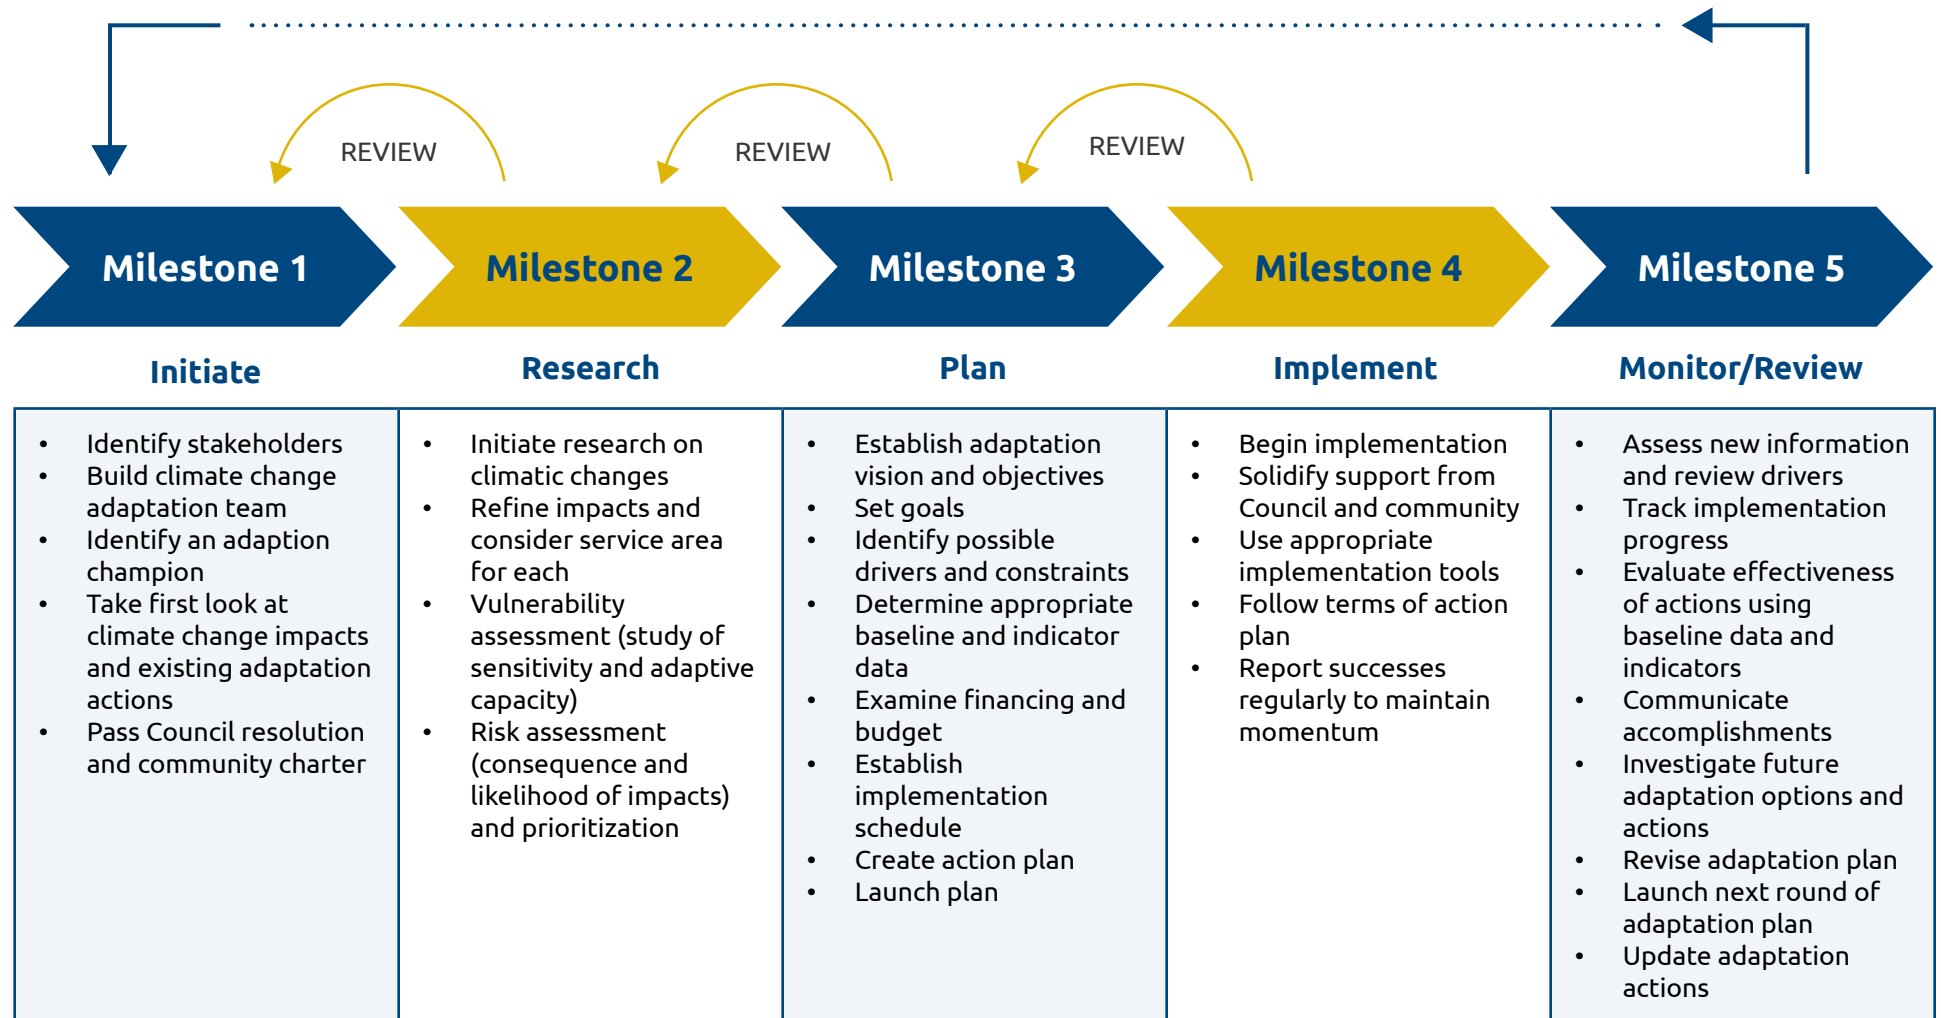 REVIEW
REVIEW
REVIEW
Milestone 1
Milestone 2
Milestone 3
Milestone 4
Milestone 5
Initiate
Research
Plan
Implement
Monitor/Review
• Identify stakeholders
• Build climate change
adaptation team
• Identify an adaption
champion
• Take first look at
climate change impacts
and existing adaptation
actions
• Pass Council resolution
and community charter
• Initiate research on
climatic changes
• Refine impacts and
consider service area
for each
• Vulnerability
assessment (study of
sensitivity and adaptive
capacity)
• Risk assessment
(consequence and
likelihood of impacts)
and prioritization
• Establish adaptation
vision and objectives
• Set goals
• Identify possible
drivers and constraints
• Determine appropriate
baseline and indicator
data
• Examine financing and
budget
• Establish
implementation
schedule
• Create action plan
• Launch plan
• Begin implementation
• Solidify support from
Council and community
• Use appropriate
implementation tools
• Follow terms of action
plan
• Report successes
regularly to maintain
momentum
• Assess new information
and review drivers
• Track implementation
progress
• Evaluate effectiveness
of actions using
baseline data and
indicators
• Communicate
accomplishments
• Investigate future
adaptation options and
actions
• Revise adaptation plan
• Launch next round of
adaptation plan
• Update adaptation
actions